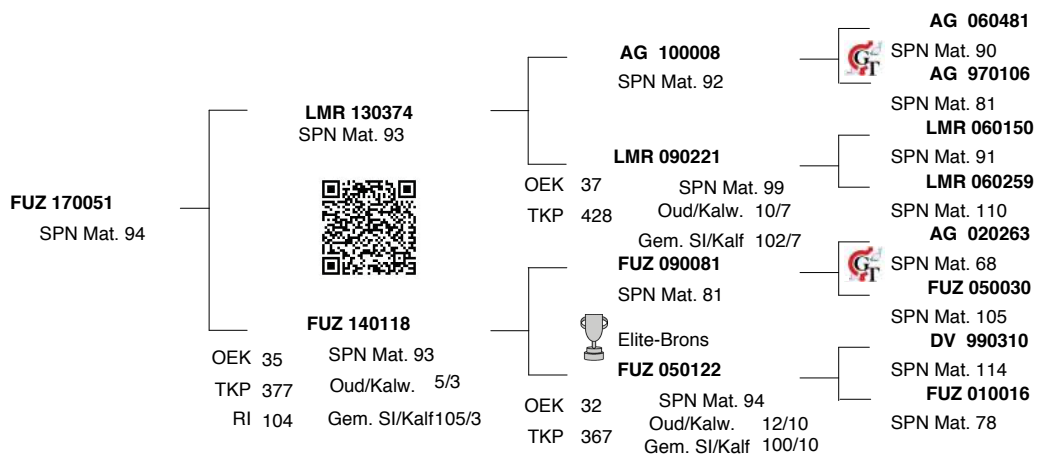 FUZ 170051
SPN Mat. 94
LMR 130374
SPN Mat. 93
FUZ 140118
OEK 35 SPN Mat. 93
TKP 377 Oud/Kalw. 5/3
RI 104 Gem. SI/Kalf 105/3
AG 100008
SPN Mat. 92
LMR 090221
OEK 37 SPN Mat. 99
TKP 428 Oud/Kalw. 10/7
Gem. SI/Kalf 102/7
FUZ 090081
SPN Mat. 81
Elite-Brons
FUZ 050122
OEK 32 SPN Mat. 94
TKP 367 Oud/Kalw. 12/10
Gem. SI/Kalf 100/10
AG 060481
GT SPN Mat. 90
AG 970106
SPN Mat. 81
LMR 060150
SPN Mat. 91
LMR 060259
SPN Mat. 110
AG 020263
GT SPN Mat. 68
FUZ 050030
SPN Mat. 105
DV 990310
SPN Mat. 114
FUZ 010016
SPN Mat. 78